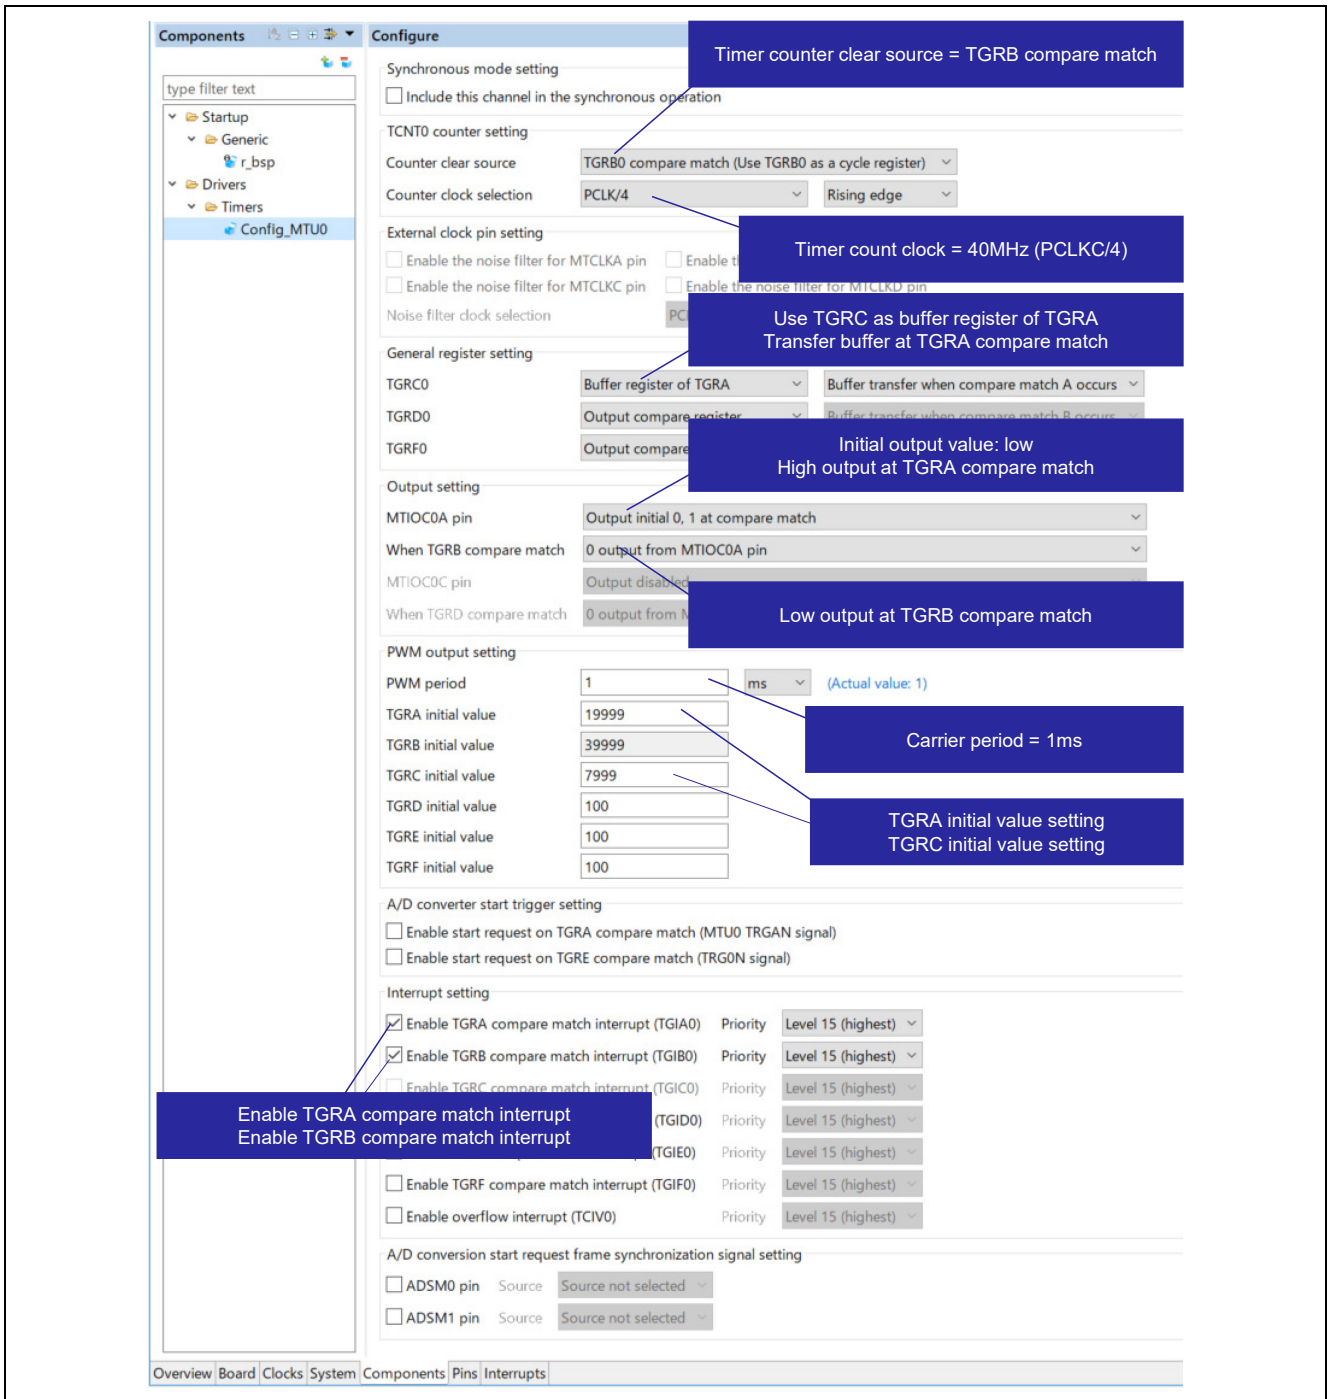 Components
Configure
type filter text
Startup
Generic
r_bsp
Drivers
Timers
Config_MTU0
Timer counter clear source = TGRB compare match
Synchronous mode setting
Include this channel in the synchronous operation
TCNT0 counter setting
Counter clear source TGRB0 compare match (Use TGRB0 as a cycle register)
Counter clock selection PCLK/4 Rising edge
External clock pin setting
Timer count clock = 40MHz (PCLKC/4)
Enable the noise filter for MTCLKA pin Enable
Enable the noise filter for MTCLKC pin Enable the noise filter for MTCLKD pin
Noise filter clock selection
Use TGRC as buffer register of TGRA
Transfer buffer at TGRA compare match
General register setting
TGRC0 Buffer register of TGRA Buffer transfer when compare match A occurs
TGRD0 Output compare register Buffer transfer when compare match B occurs
TGRF0 Output compare
Initial output value: low
High output at TGRA compare match
Output setting
MTIOC0A pin Output initial 0, 1 at compare match
When TGRB compare match 0 output from MTIOC0A pin
MTIOC0C pin Output disabled
When TGRD compare match 0 output from
Low output at TGRB compare match
PWM output setting
PWM period 1 ms (Actual value: 1)
TGRA initial value 19999
TGRB initial value 39999
TGRC initial value 7999
TGRD initial value 100
TGRE initial value 100
TGRF initial value 100
Carrier period = 1ms
TGRA initial value setting
TGRC initial value setting
A/D converter start trigger setting
Enable start request on TGRA compare match (MTU0 TRGAN signal)
Enable start request on TGRE compare match (TRG0N signal)
Interrupt setting
Enable TGRA compare match interrupt (TGIA0) Priority Level 15 (highest)
Enable TGRB compare match interrupt (TGIB0) Priority Level 15 (highest)
Enable TGRC compare match interrupt (TGIC0) Priority Level 15 (highest)
(TGID0) Priority Level 15 (highest)
(TGIE0) Priority Level 15 (highest)
Enable TGRA compare match interrupt
Enable TGRB compare match interrupt
Enable TGRF compare match interrupt (TGIF0) Priority Level 15 (highest)
Enable overflow interrupt (TCIV0) Priority Level 15 (highest)
A/D conversion start request frame synchronization signal setting
ADSM0 pin Source Source not selected
ADSM1 pin Source Source not selected
Overview Board Clocks System Components Pins Interrupts